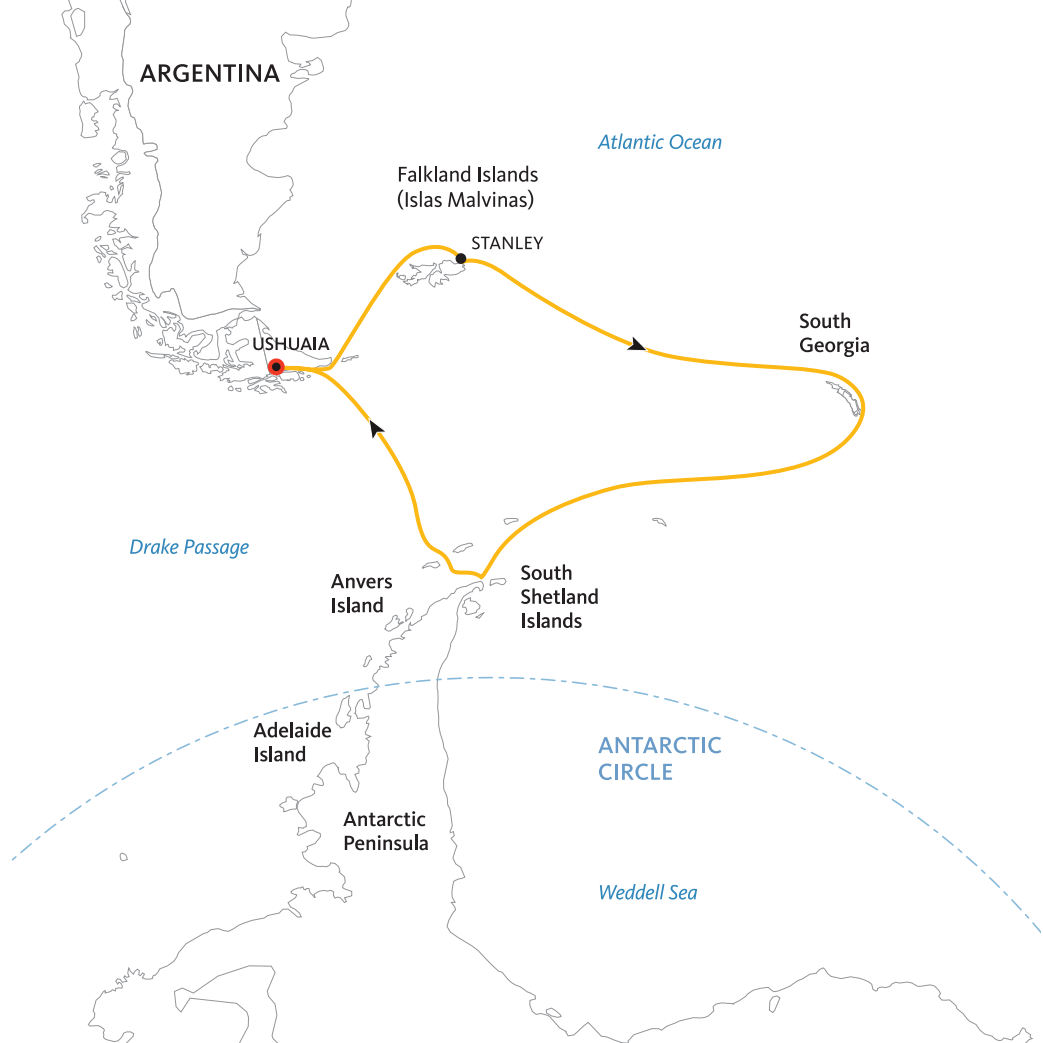 ARGENTINA
Atlantic Ocean
Falkland Islands
(Islas Malvinas)
STANLEY
South
Georgia
USHUAIA
Drake Passage
Anvers
Island
South
Shetland
Islands
Adelaide
Island
ANTARCTIC
CIRCLE
Antarctic
Peninsula
Weddell Sea